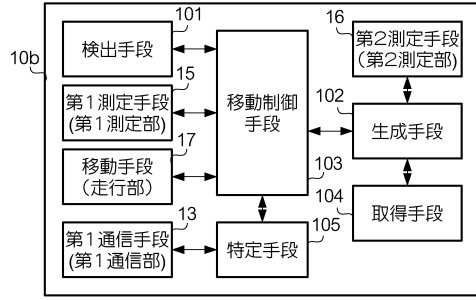 10b
101
検出手段
15
第1測定手段
(第1測定部)
17
移動手段
（走行部）
13
第1通信手段
(第1通信部)
移動制御
手段
103
105
特定手段
16
第2測定手段
（第2測定部）
102
生成手段
104
取得手段